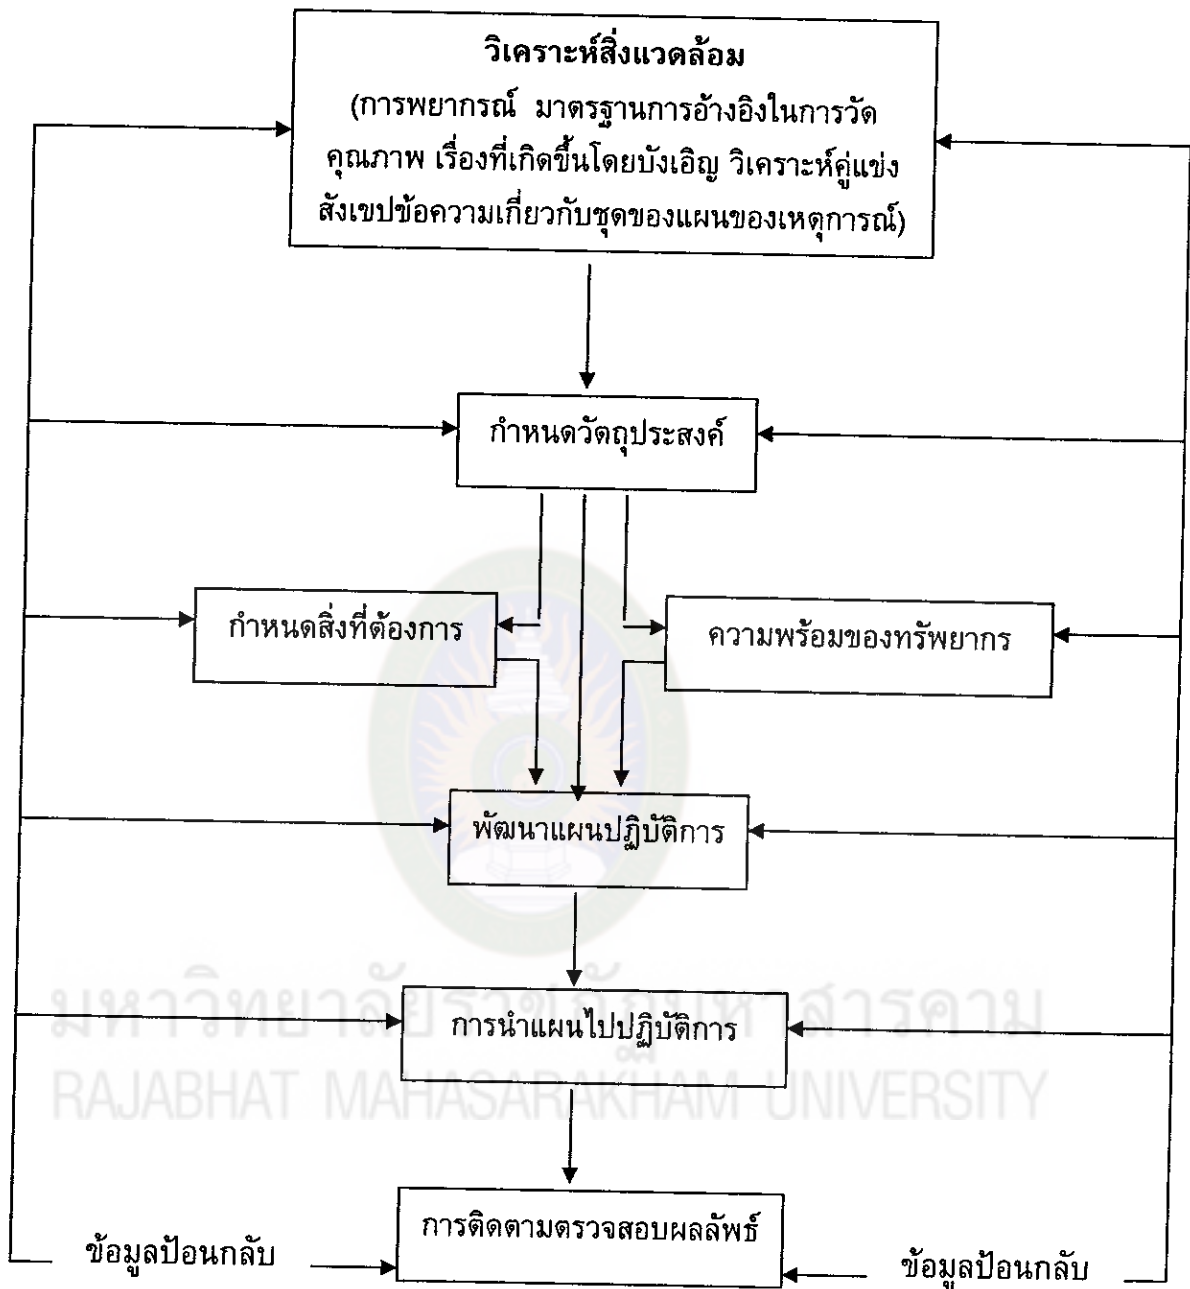 วิเคราะห์สิ่งแวดล้อม
(การพยากรณ์ มาตรฐานการอ้างอิงในการวัด
คุณภาพ เรื่องที่เกิดขึ้นโดยบังเอิญ วิเคราะห์คู่แข่ง
สังเขปข้อความเกี่ยวกับชุดของแผนของเหตุการณ์)
กำหนดวัตถุประสงค์
กำหนดสิ่งที่ต้องการ
ความพร้อมของทรัพยากร
พัฒนาแผนปฏิบัติการ
มหาวิทยาลัยราชภัฏมหาสารคาม
การนำแผนไปปฏิบัติการ
RAJABHAT MAHASARAKHAM UNIVERSITY
การติดตามตรวจสอบผลลัพธ์
ข้อมูลป้อนกลับ
ข้อมูลป้อนกลับ